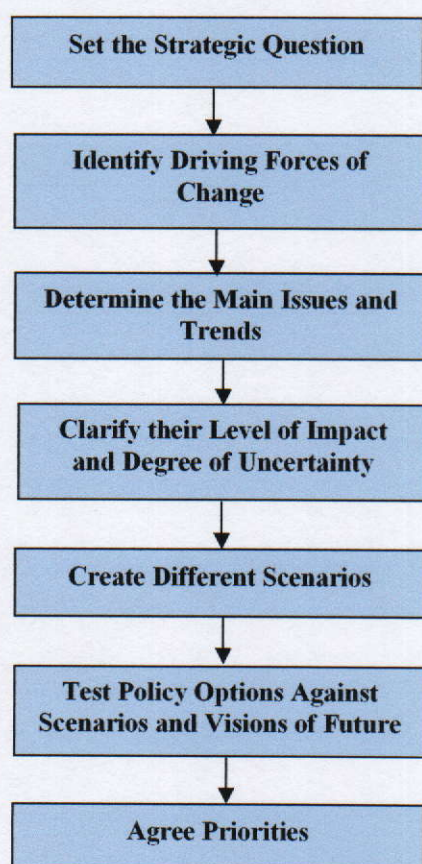 Set the Strategic Question
Identify Driving Forces of
Change
Determine the Main Issues and
Trends
Clarify their Level of Impact
and Degree of Uncertainty
Create Different Scenarios
Test Policy Options Against
Scenarios and Visions of Future
Agree Priorities